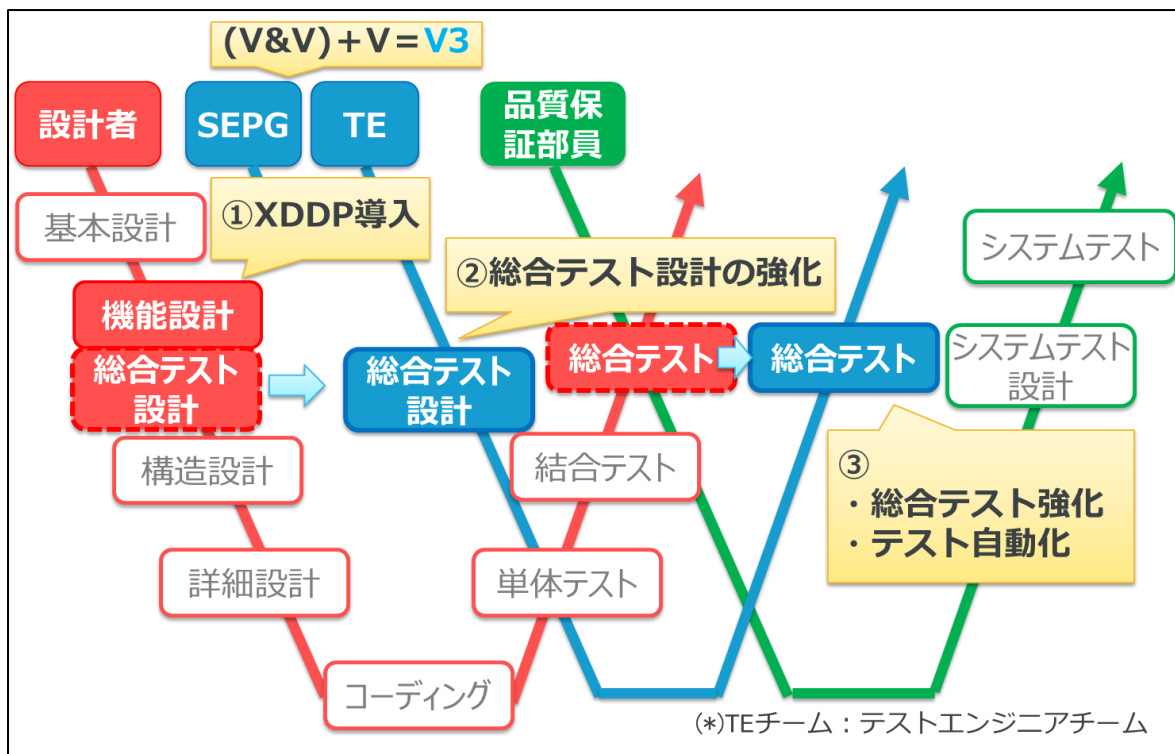 (V&V)+V=V3
設計者
SEPG
TE
品質保
証部員
基本設計
①XDDP導入
システムテスト
②総合テスト設計の強化
機能設計
総合テスト
設計
総合テスト
設計
総合テスト
総合テスト
システムテスト
設計
構造設計
結合テスト
③
・総合テスト強化
・テスト自動化
詳細設計
単体テスト
コーディング
(*)TEチーム：テストエンジニアチーム